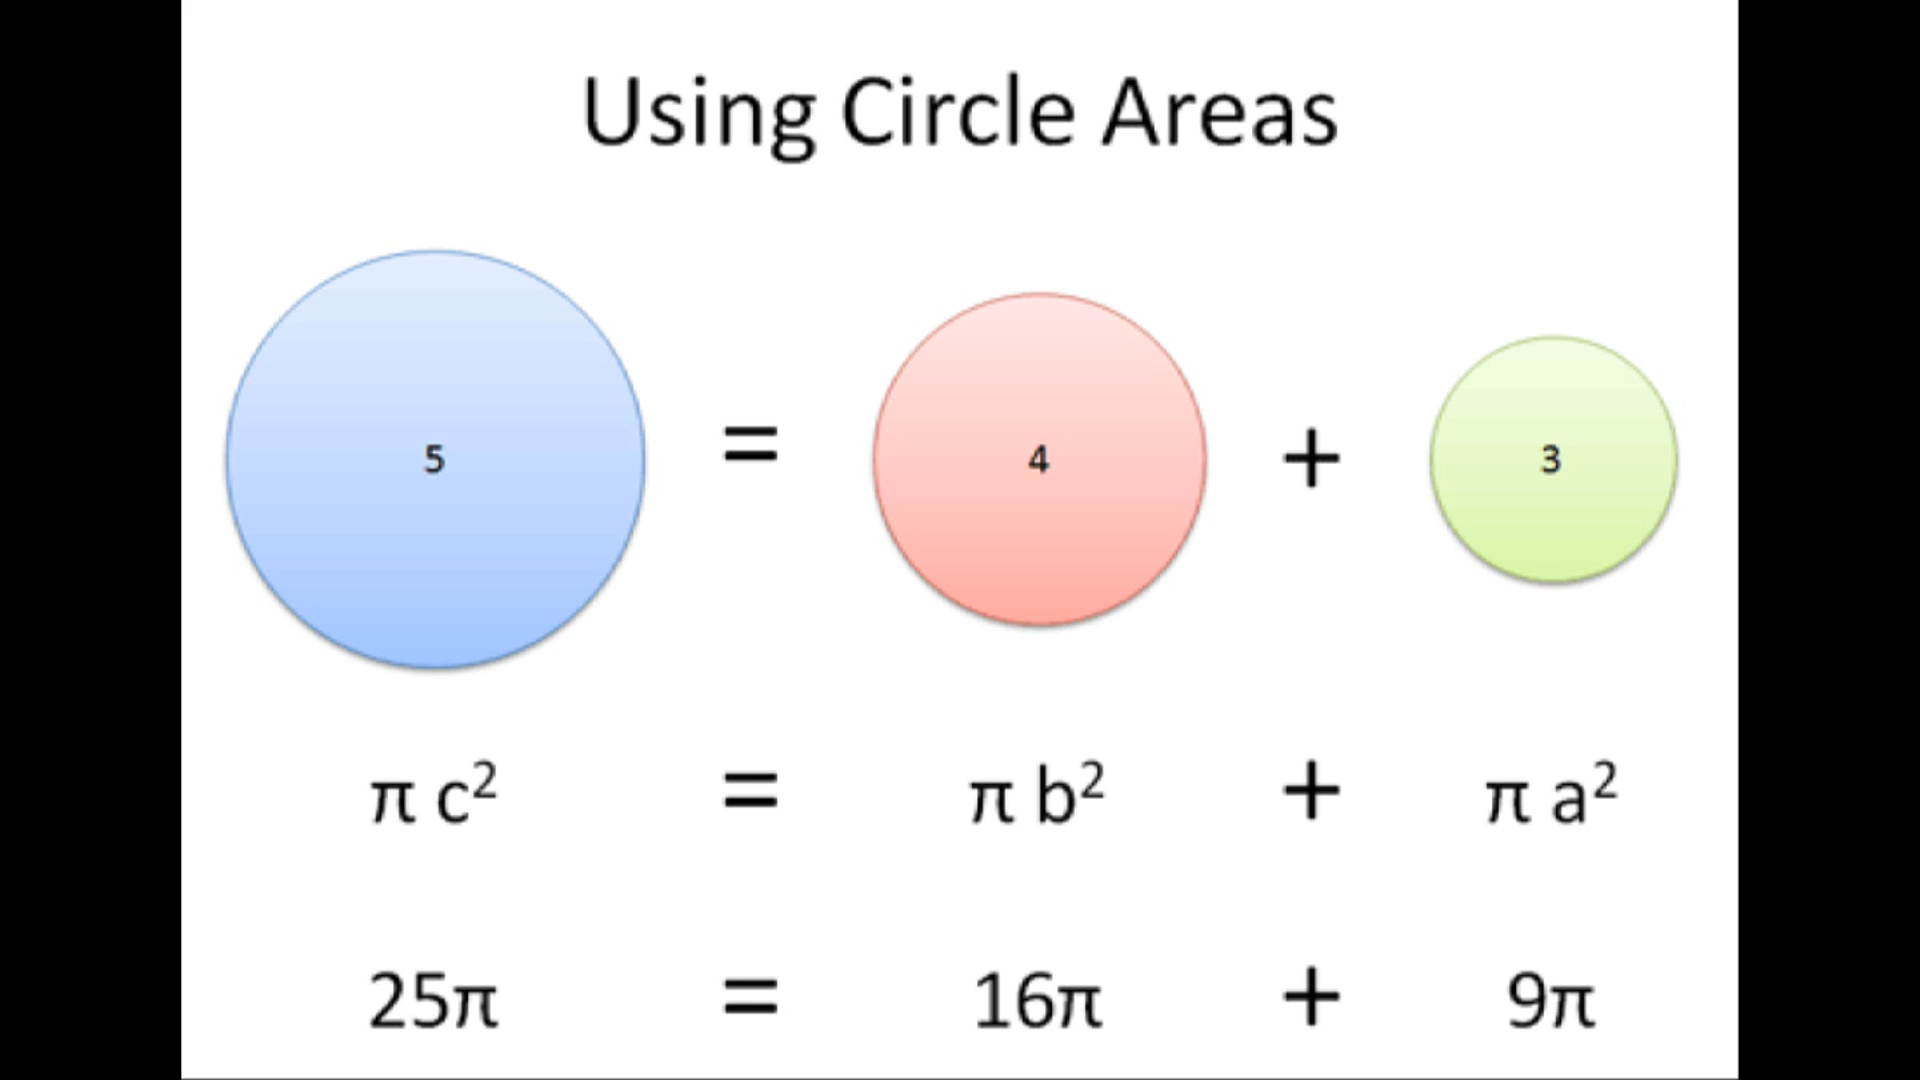 Using Circle Areas
5 = 4 + 3
π c² = π b² + π a²
25π = 16π + 9π